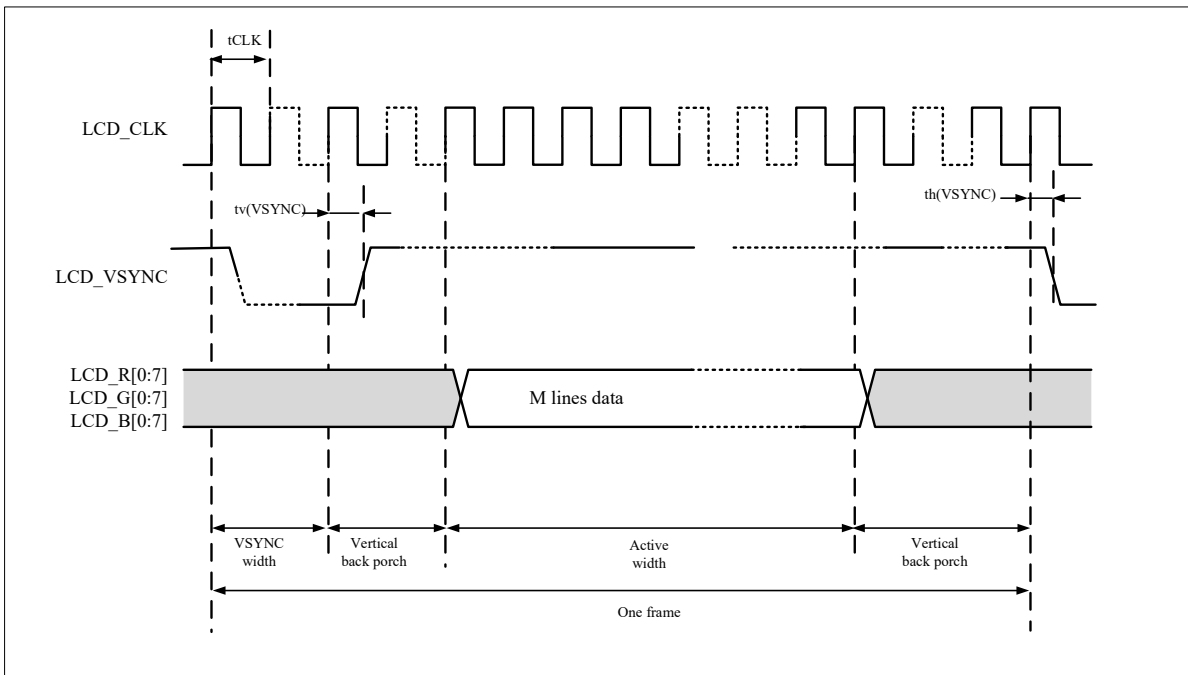 tCLK
LCD_CLK
tv(VSYNC)
th(VSYNC)
LCD_VSYNC
LCD_R[0:7]
LCD_G[0:7]
LCD_B[0:7]
M lines data
VSYNC
width
Vertical
back porch
Active
width
Vertical
back porch
One frame